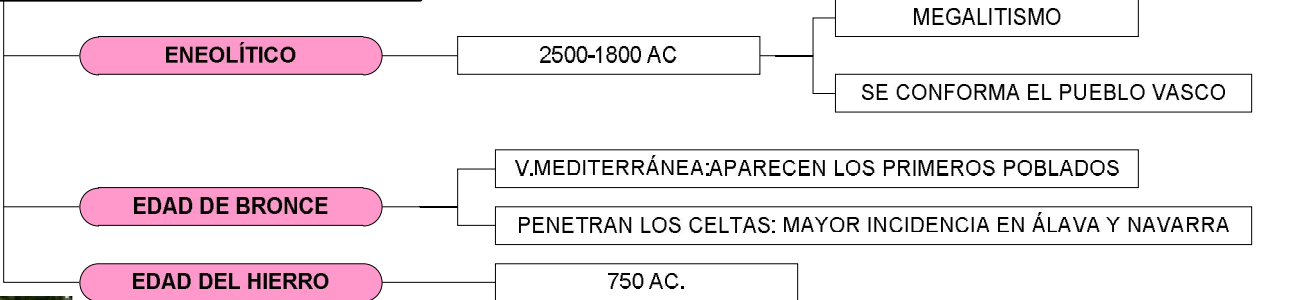 MEGALITISMO
ENEOLÍTICO
2500-1800 AC
SE CONFORMA EL PUEBLO VASCO
V.MEDITERRÁNEA:APARECEN LOS PRIMEROS POBLADOS
EDAD DE BRONCE
PENETRAN LOS CELTAS: MAYOR INCIDENCIA EN ÁLAVA Y NAVARRA
EDAD DEL HIERRO
750 AC.